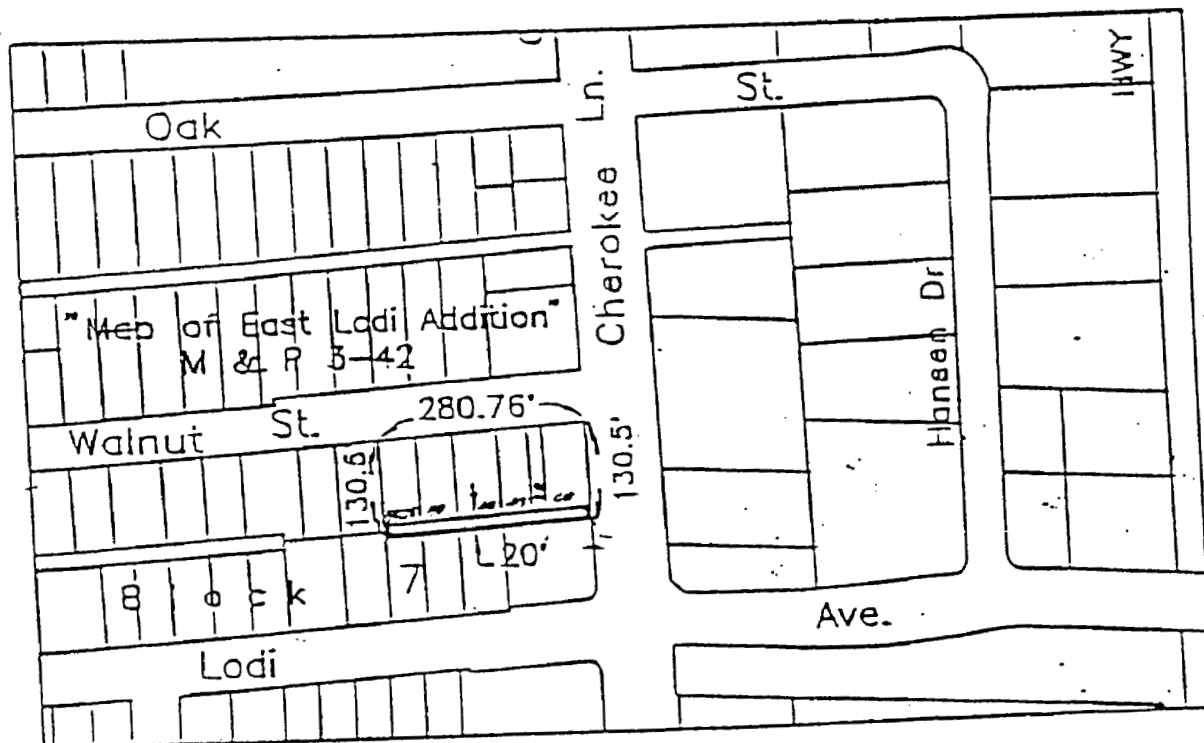 HWY
Ln.
St.
Oak
Cherokee
Hansen Dr
"Map of East Lodi Addition"
M & P 3-42
280.76'
Walnut St.
130.5'
130.5'
20'
Block 7
Ave.
Lodi